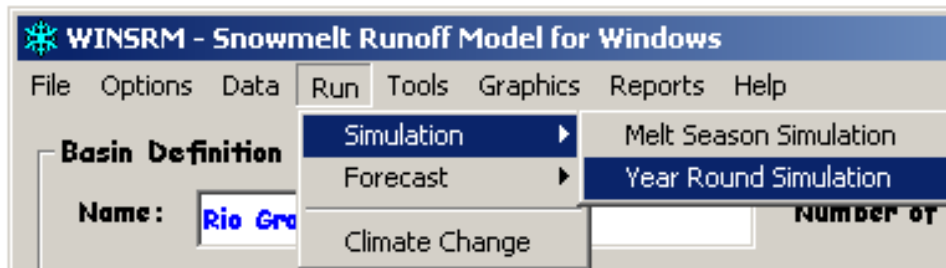 WINSRM - Snowmelt Runoff Model for Windows
File Options Data Run Tools Graphics Reports Help
Simulation Melt Season Simulation
Basin Definition
Forecast Year Round Simulation
Name: Rio Number of
Climate Change